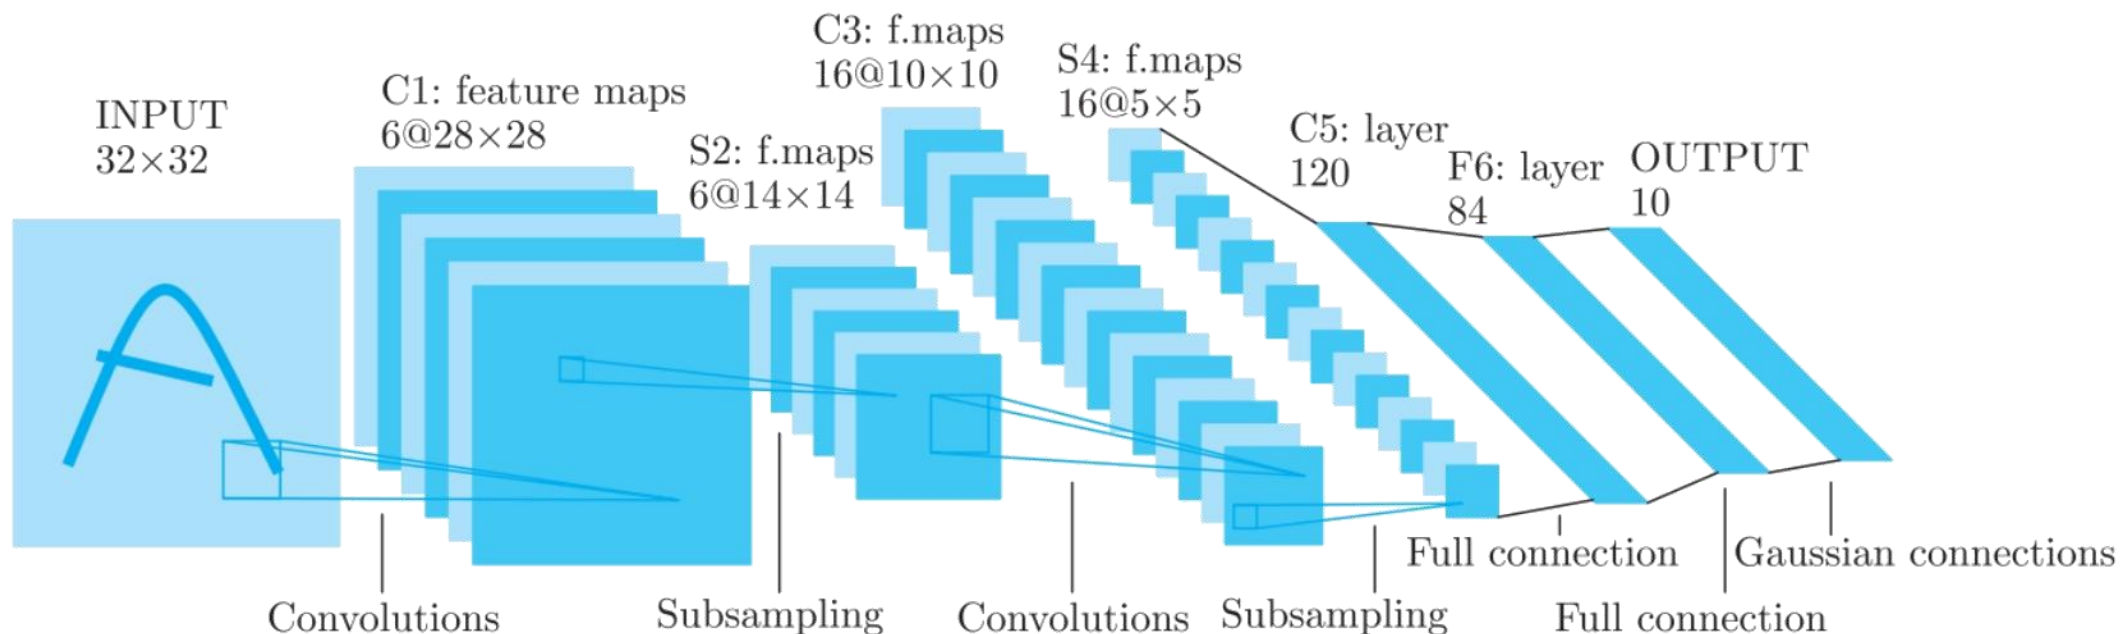 INPUT
32×32
C1: feature maps
6@28×28
S2: f.maps
6@14×14
C3: f.maps
16@10×10
S4: f.maps
16@5×5
C5: layer
120
F6: layer
84
OUTPUT
10
Convolutions
Subsampling
Convolutions
Subsampling
Full connection
Full connection
Gaussian connections